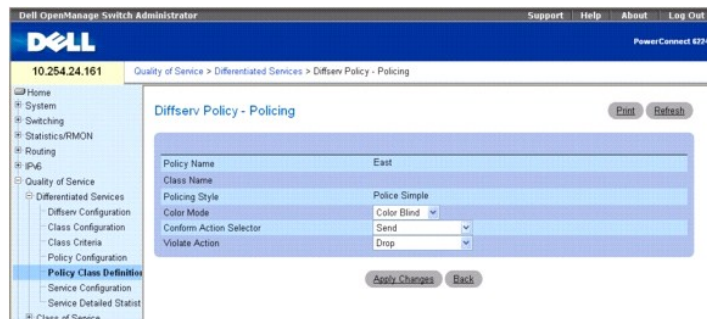 Dell OpenManage Switch Administrator
Support Help About Log Out
DELL
PowerConnect 6224
10.254.24.161
Quality of Service > Differentiated Services > Diffserv Policy - Policing
Home
System
Switching
Statistics/RMON
Routing
IPv6
Quality of Service
Differentiated Services
Diffserv Configuration
Class Configuration
Class Criteria
Policy Configuration
Policy Class Definition
Service Configuration
Service Detailed Statist
Class of Service
Diffserv Policy - Policing
Print Refresh
Policy Name East
Class Name
Policing Style Police Simple
Color Mode Color Blind
Conform Action Selector Send
Violate Action Drop
Apply Changes Back